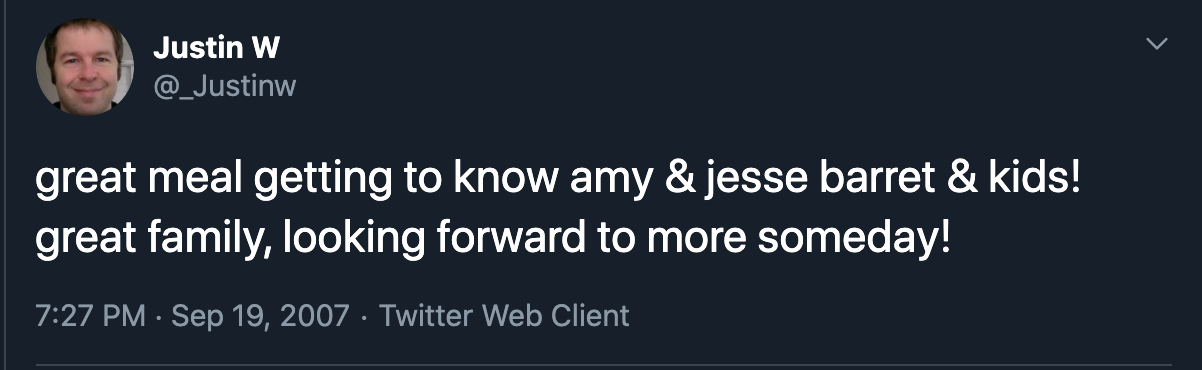 Justin W
@_Justinw
great meal getting to know amy & jesse barret & kids!
great family, looking forward to more someday!
7:27 PM · Sep 19, 2007 · Twitter Web Client